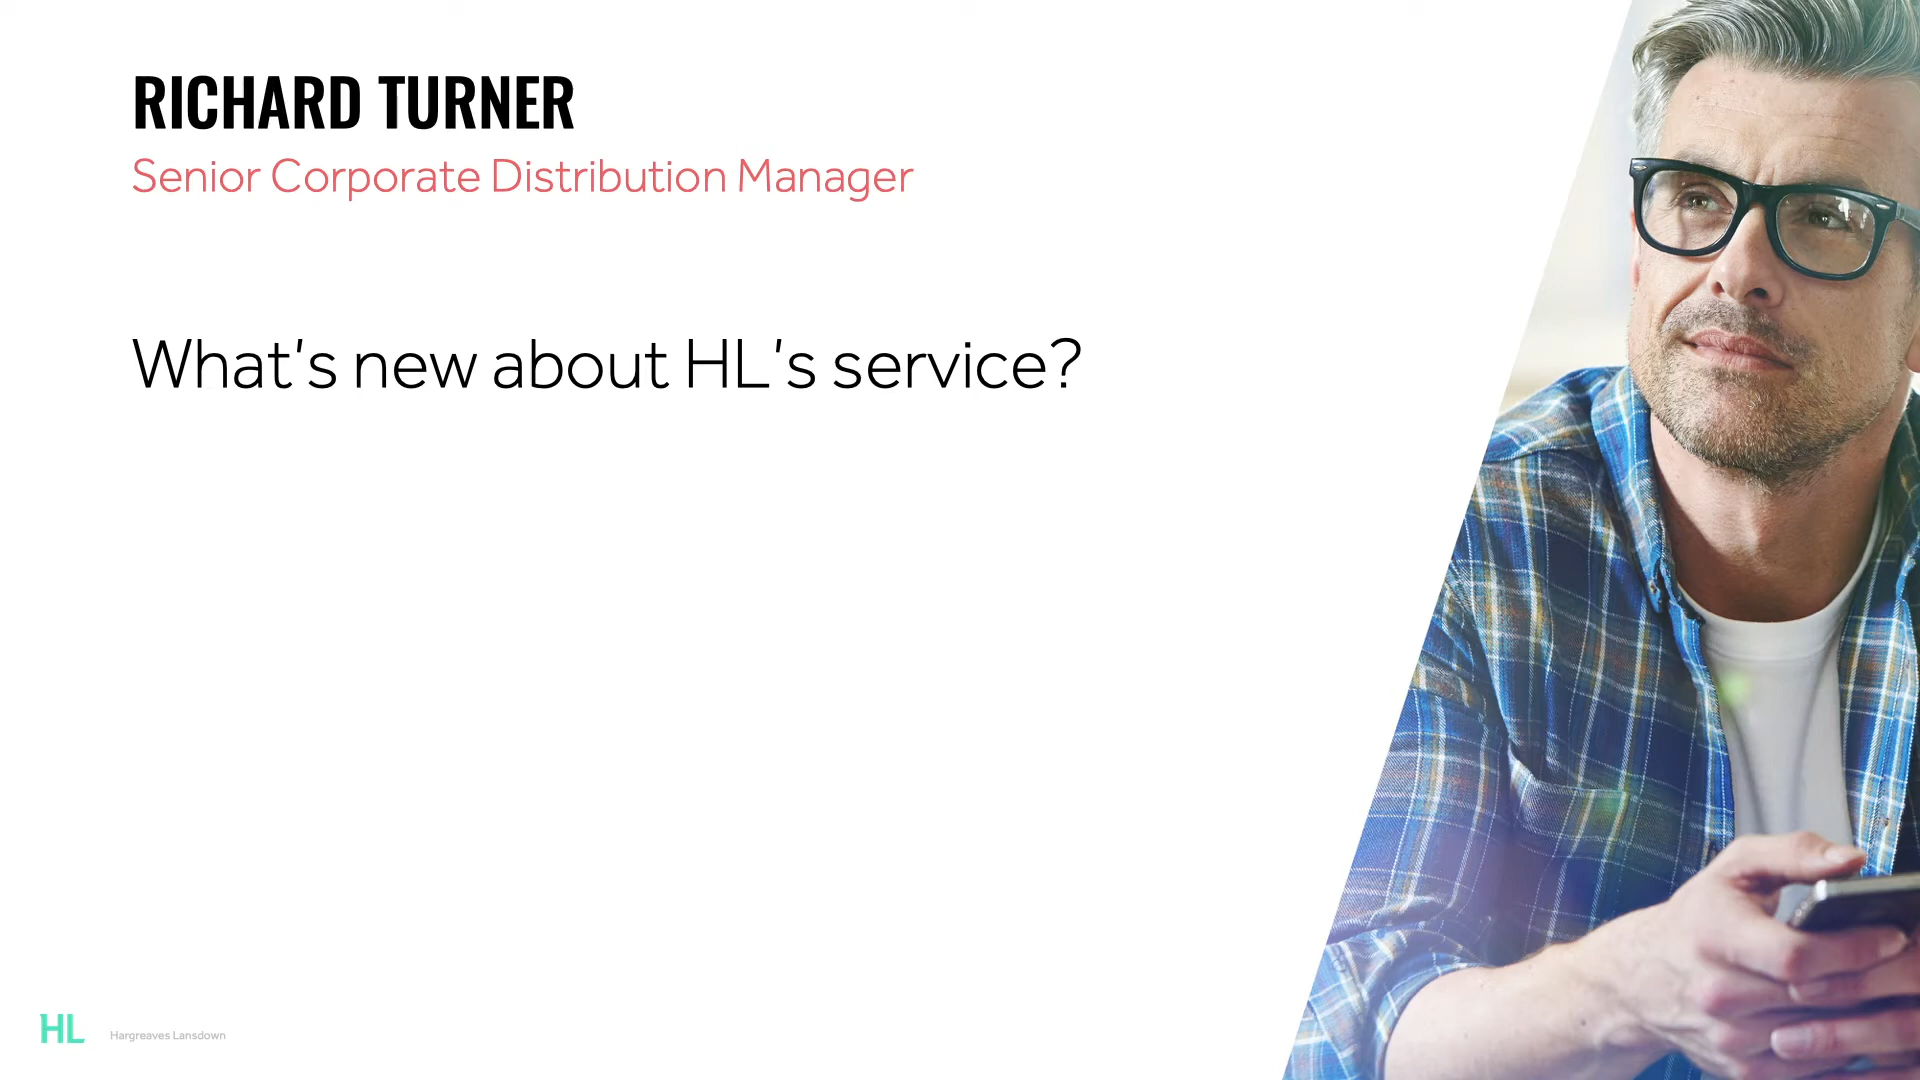 RICHARD TURNER
Senior Corporate Distribution Manager
What's new about HL's service?
HL Hargreaves Lansdown